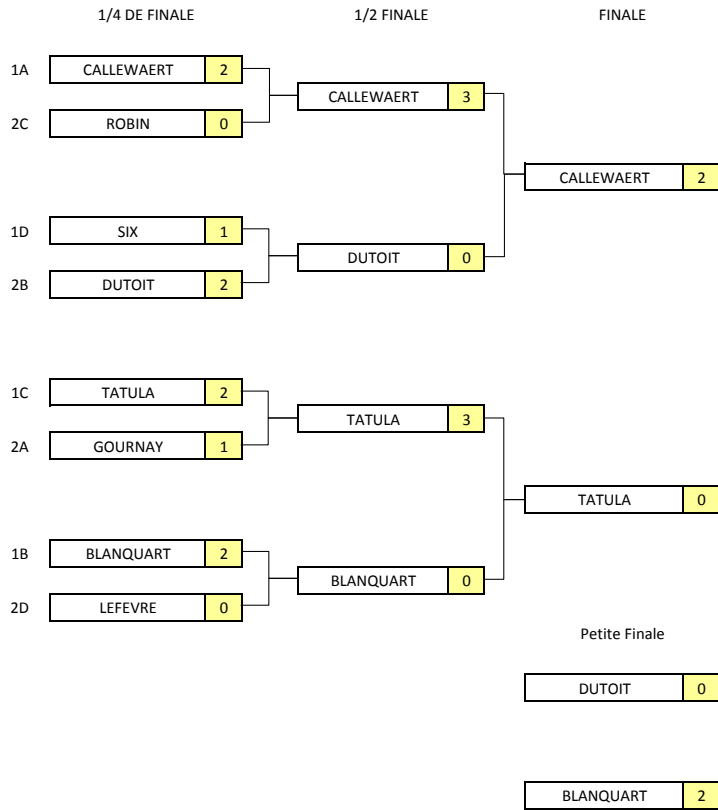 1/4 DE FINALE 1/2 FINALE FINALE
1A CALLEWAERT 2
CALLEWAERT 3
2C ROBIN 0
CALLEWAERT 2
1D SIX 1
DUTOIT 0
2B DUTOIT 2
1C TATULA 2
TATULA 3
2A GOURNAY 1
TATULA 0
1B BLANQUART 2
BLANQUART 0
2D LEFEVRE 0
Petite Finale
DUTOIT 0
BLANQUART 2